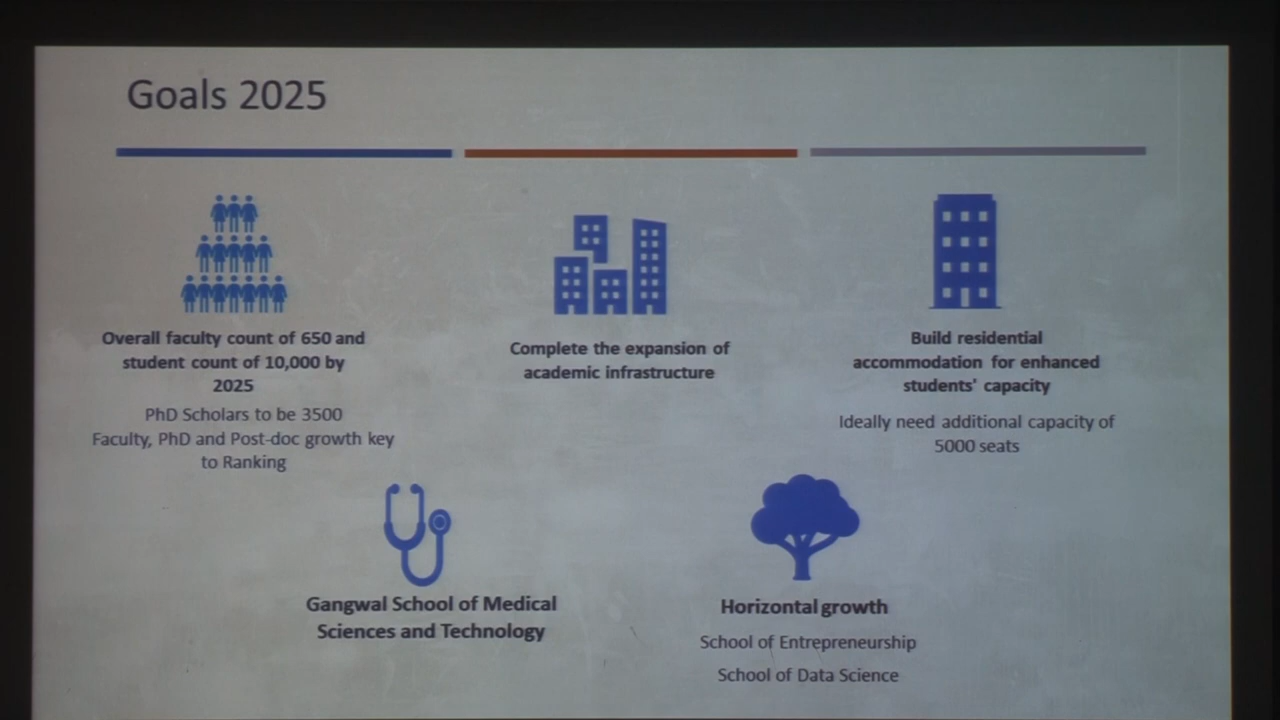 Goals 2025
Overall faculty count of 650 and
student count of 10,000 by
2025
PhD Scholars to be 3500
Faculty, PhD and Post-doc growth key
to Ranking
Complete the expansion of
academic infrastructure
Build residential
accommodation for enhanced
students' capacity
Ideally need additional capacity of
5000 seats
Gangwal School of Medical
Sciences and Technology
Horizontal growth
School of Entrepreneurship
School of Data Science